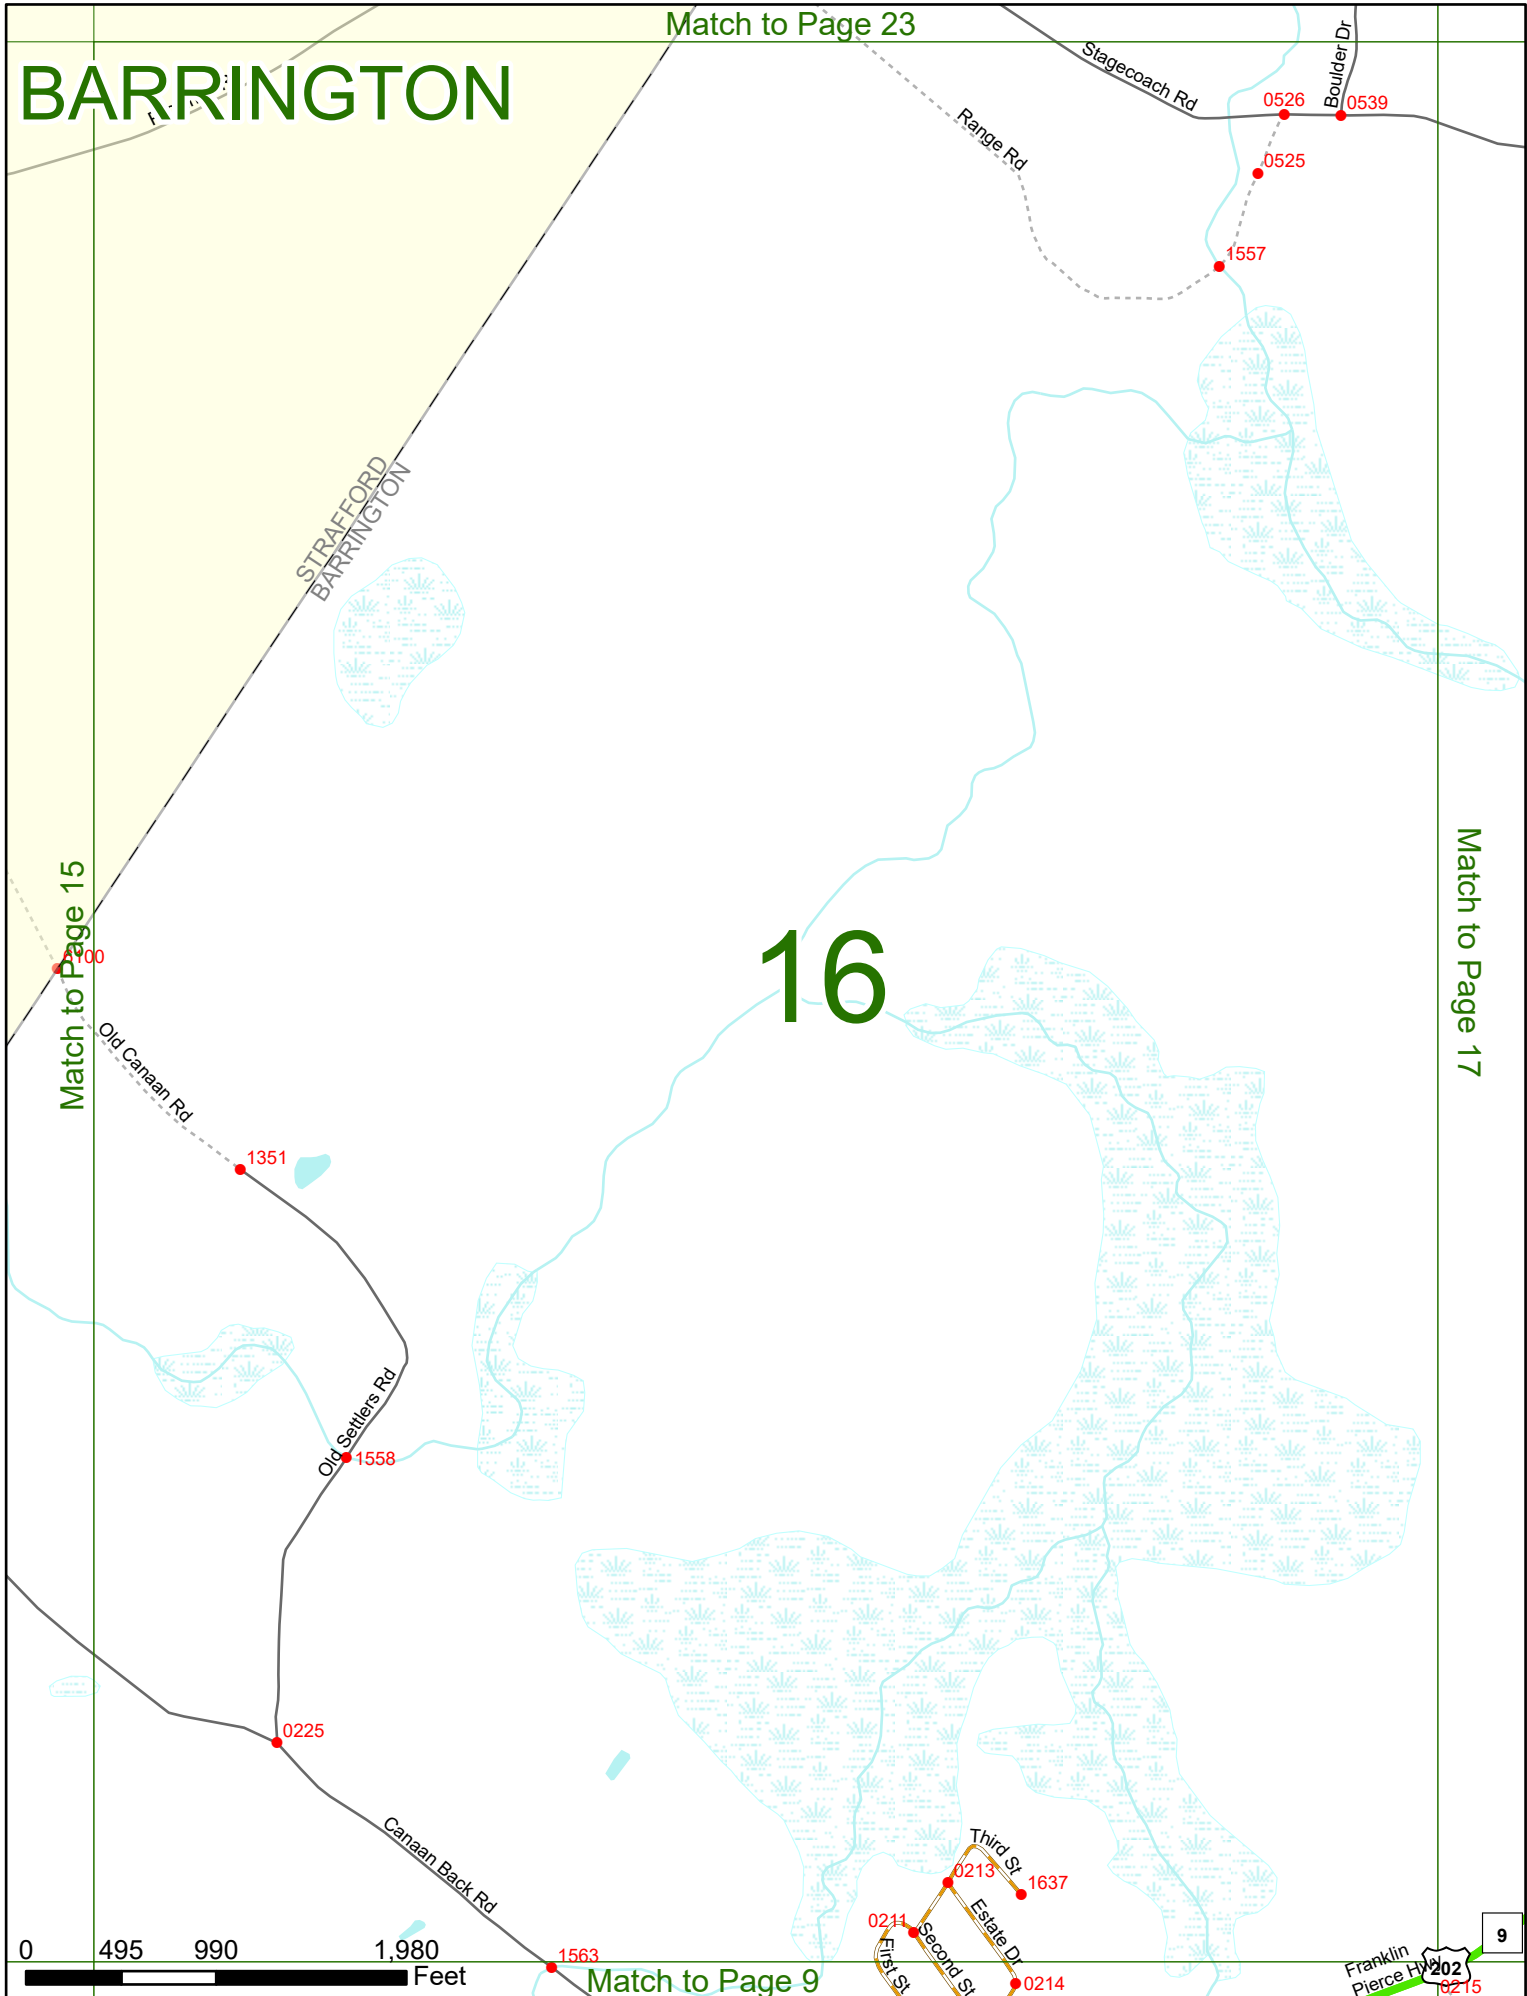 Match to Page 23
BARRINGTON
Stagecoach Rd
Boulder Dr
0526
0539
Range Rd
0525
1557
STRAFFORD
BARRINGTON
Match to Page 15
Match to Page 17
16
Old Canaan Rd
1351
Old Settlers Rd
1558
0225
Canaan Back Rd
Third St
0213
1637
0211
Estate Dr
Second St
First St
0214
1563
0 495 990 1,980
Feet
Match to Page 9
Franklin
Pierce Hwy
202
9
0215